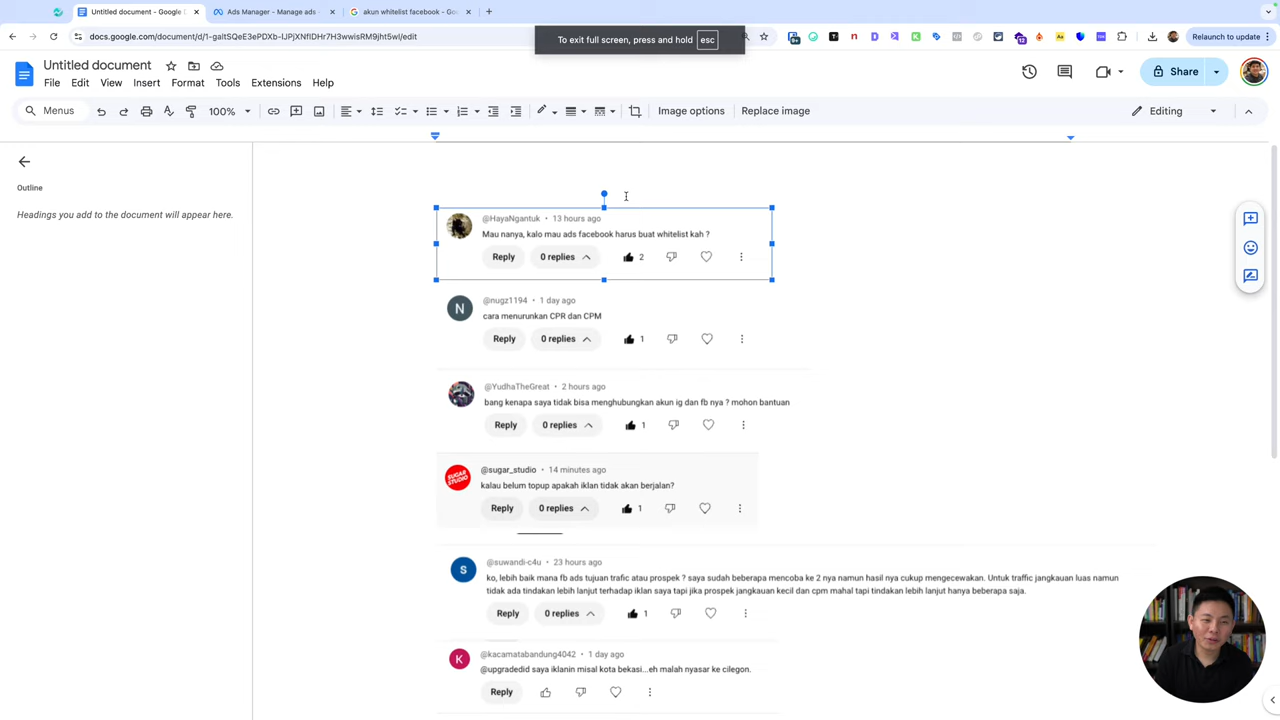 Untitled document - Google
Ads Manager - Manage ads -
akun whitelist facebook - Goo
docs.google.com/document/d/1-galtSQeE3ePDXb-IJPjXNfIDHr7H3wwisRM9jht5wI/edit
To exit full screen, press and hold esc
Relaunch to update
Untitled document
File Edit View Insert Format Tools Extensions Help
Share
Menus
100%
Image options
Replace image
Editing
Outline
Headings you add to the document will appear here.
@HayaNgantuk • 13 hours ago
Mau nanya, kalo mau ads facebook harus buat whitelist kah ?
Reply 0 replies 2
N
@nugz1194 • 1 day ago
cara menurunkan CPR dan CPM
Reply 0 replies 1
@YudhaTheGreat • 2 hours ago
bang kenapa saya tidak bisa menghubungkan akun ig dan fb nya ? mohon bantuan
Reply 0 replies 1
SUGAR STUDIO
@sugar_studio • 14 minutes ago
kalau belum topup apakah iklan tidak akan berjalan?
Reply 0 replies 1
S
@suwandi-c4u • 23 hours ago
ko, lebih baik mana fb ads tujuan trafic atau prospek ? saya sudah beberapa mencoba ke 2 nya namun hasil nya cukup mengecewakan. Untuk traffic jangkauan luas namun
tidak ada tindakan lebih lanjut terhadap iklan saya tapi jika prospek jangkauan kecil dan cpm mahal tapi tindakan lebih lanjut hanya beberapa saja.
Reply 0 replies 1
K
@kacamatabandung4042 • 1 day ago
@upgradedid saya iklanin misal kota bekasi...eh malah nyasar ke cilegon.
Reply